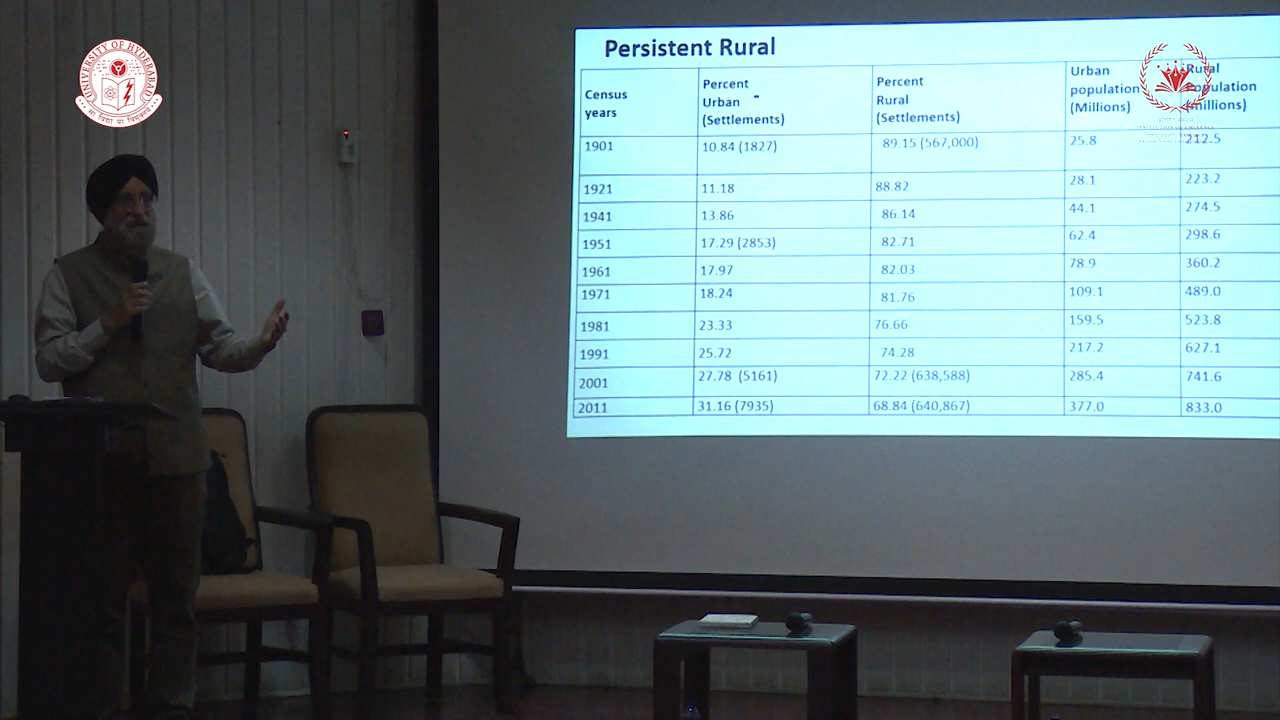 UNIVERSITY OF HYDERABAD
Persistent Rural
Census years
Percent Urban - (Settlements)
Percent Rural (Settlements)
Urban population (Millions)
Rural population (millions)
1901 10.84 (1827) 89.15 (567,000) 25.8 212.5
1921 11.18 88.82 28.1 223.2
1941 13.86 86.14 44.1 274.5
1951 17.29 (2853) 82.71 62.4 298.6
1961 17.97 82.03 78.9 360.2
1971 18.24 81.76 109.1 489.0
1981 23.33 76.66 159.5 523.8
1991 25.72 74.28 217.2 627.1
2001 27.78 (5161) 72.22 (638,588) 285.4 741.6
2011 31.16 (7935) 68.84 (640,867) 377.0 833.0
INSTITUTION OF EMINENCE